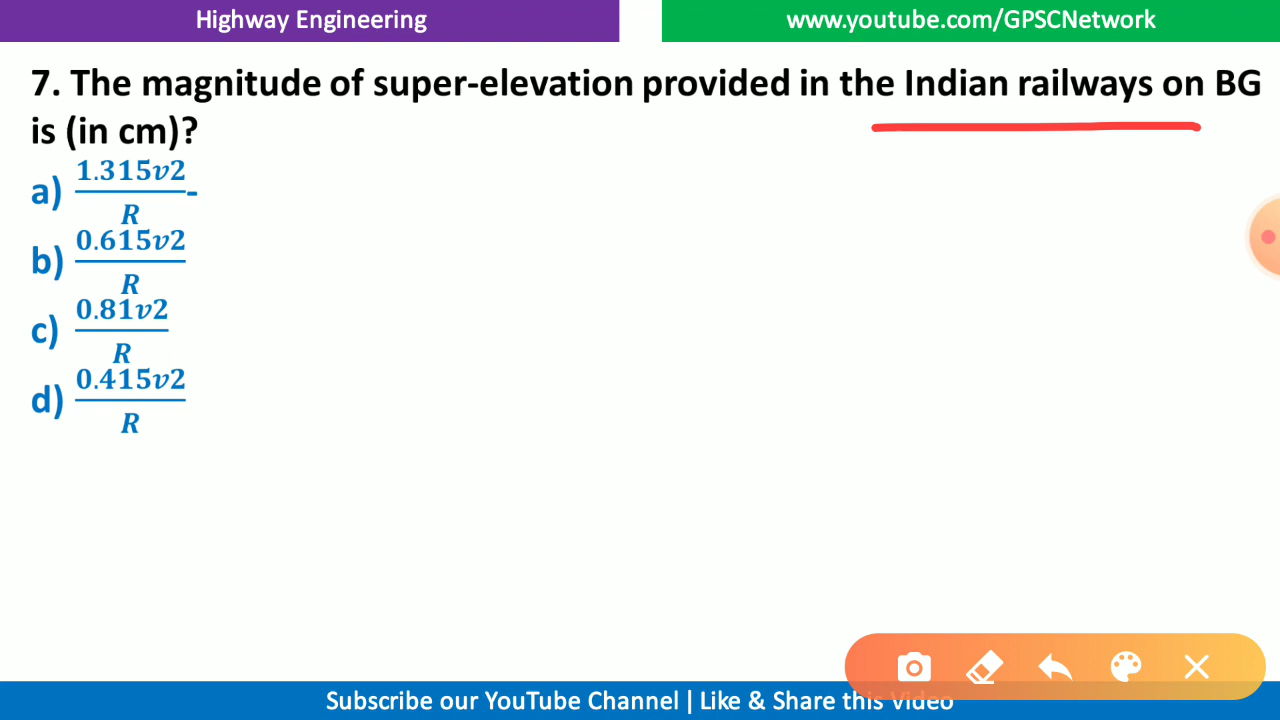 Highway Engineering
www.youtube.com/GPSCNetwork
7. The magnitude of super-elevation provided in the Indian railways on BG
is (in cm)?
a) 1.315v2/R-
b) 0.615v2/R
c) 0.81v2/R
d) 0.415v2/R
Subscribe our YouTube Channel | Like & Share this Video